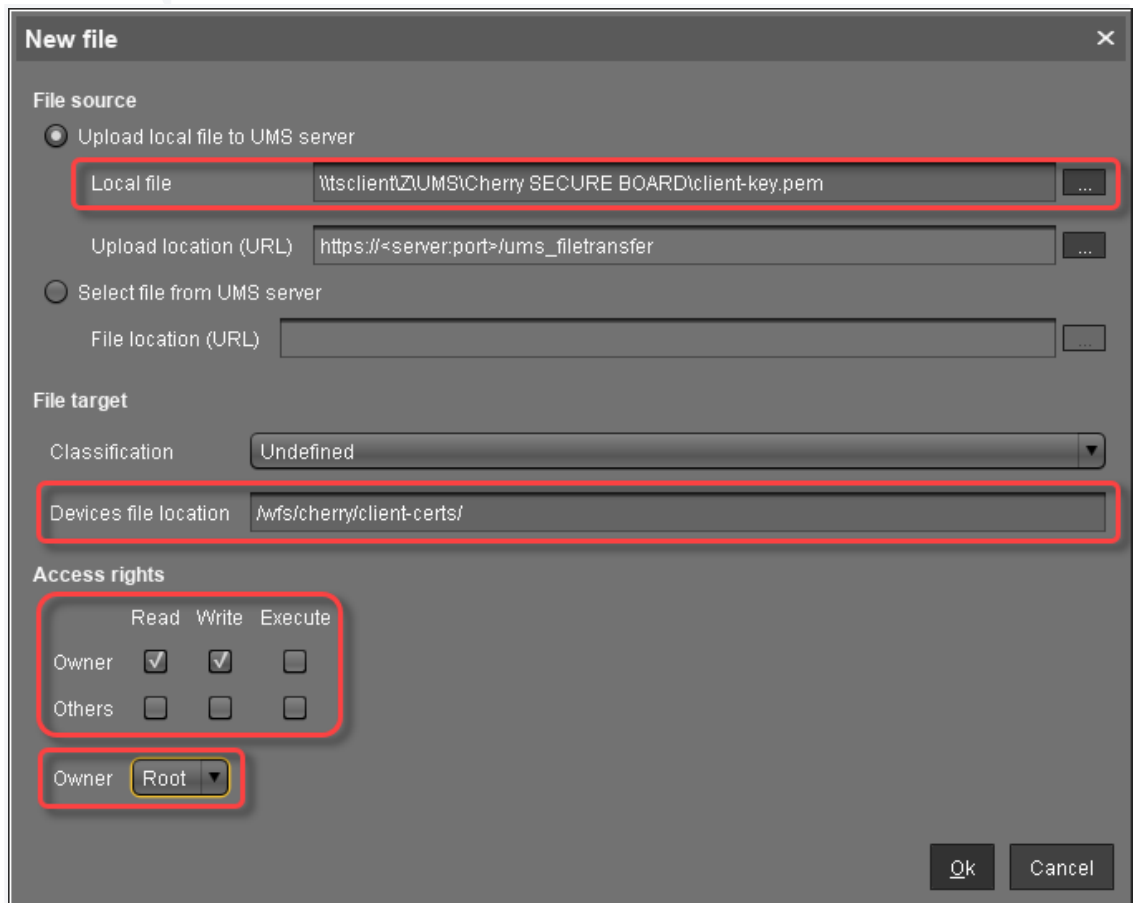 New file
File source
Upload local file to UMS server
Local file \\tsclient\Z\UMS\Cherry SECURE BOARD\client-key.pem ...
Upload location (URL) https://<server:port>/ums_filetransfer ...
Select file from UMS server
File location (URL) ...
File target
Classification Undefined
Devices file location /wfs/cherry/client-certs/
Access rights
Read Write Execute
Owner
Others
Owner Root
Ok Cancel